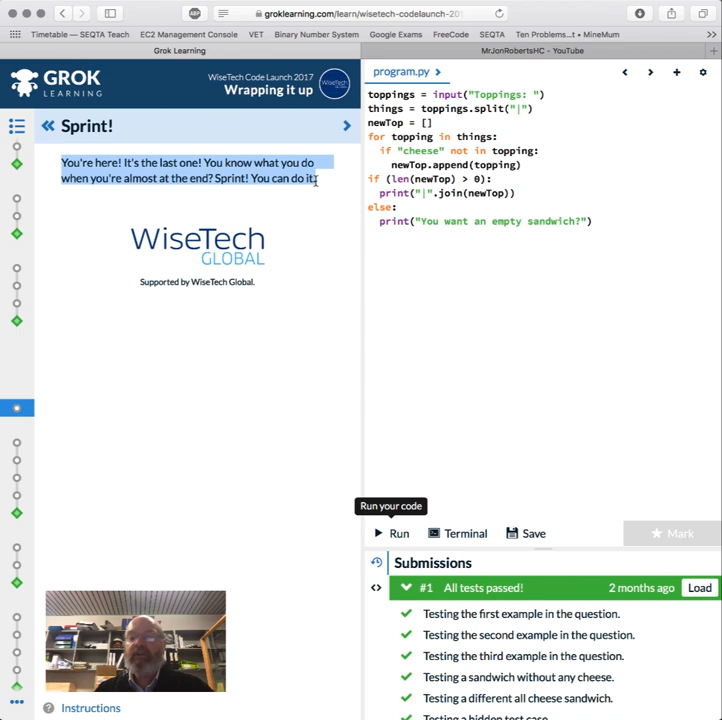 groklearning.com/learn/wisetech-codelaunch-201
ABP
Timetable — SEQTA Teach
EC2 Management Console
VET
Binary Number System
Google Exams
FreeCode
SEQTA
Ten Problems…t • MineMum
Grok Learning
MrJonRobertsHC - YouTube
GROK
LEARNING
WiseTech Code Launch 2017
Wrapping it up
WiseTech
Sprint!
You're here! It's the last one! You know what you do
when you're almost at the end? Sprint! You can do it.
WiseTech
GLOBAL
Supported by WiseTech Global.
program.py
toppings = input("Toppings: ")
things = toppings.split("|")
newTop = []
for topping in things:
  if "cheese" not in topping:
    newTop.append(topping)
if (len(newTop) > 0):
  print("|".join(newTop))
else:
  print("You want an empty sandwich?")
Run your code
Run
Terminal
Save
Mark
Submissions
#1 All tests passed! 2 months ago Load
Testing the first example in the question.
Testing the second example in the question.
Testing the third example in the question.
Testing a sandwich without any cheese.
Testing a different all cheese sandwich.
Testing a hidden test case.
Instructions